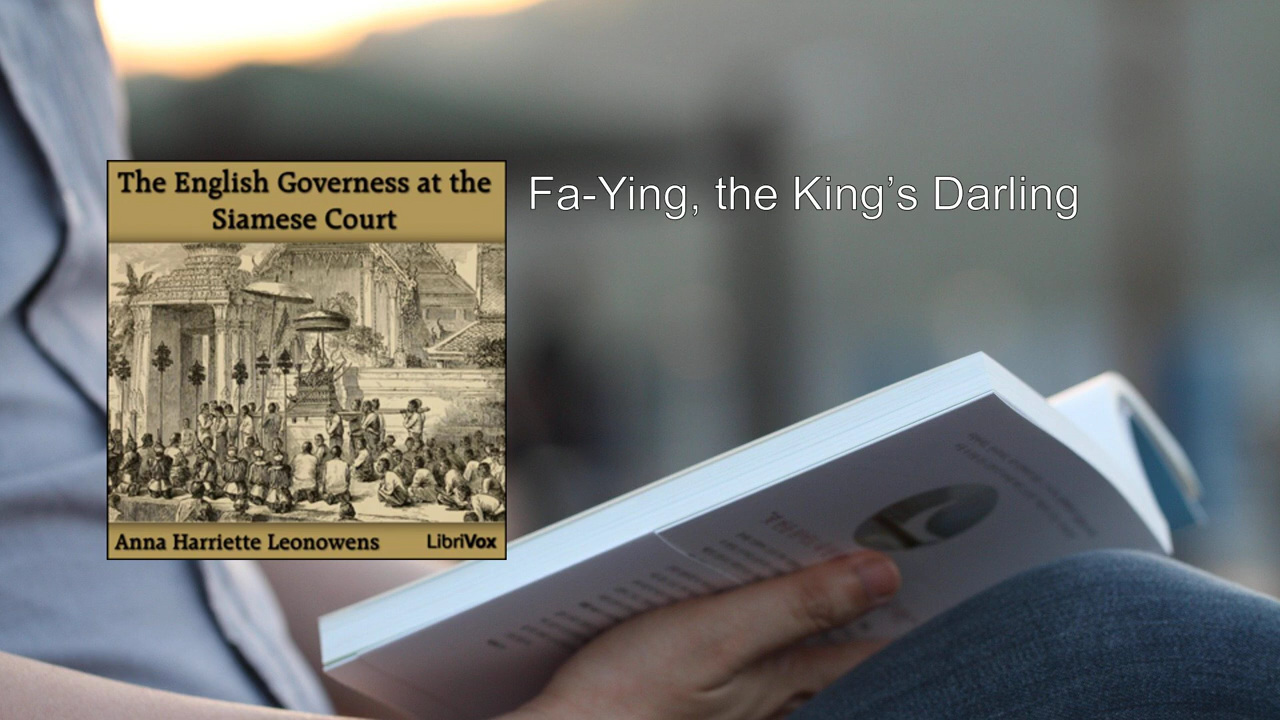 The English Governess at the
Siamese Court
Anna Harriette Leonowens
LibriVox
Fa-Ying, the King’s Darling